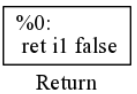 %0:
ret i1 false
Return